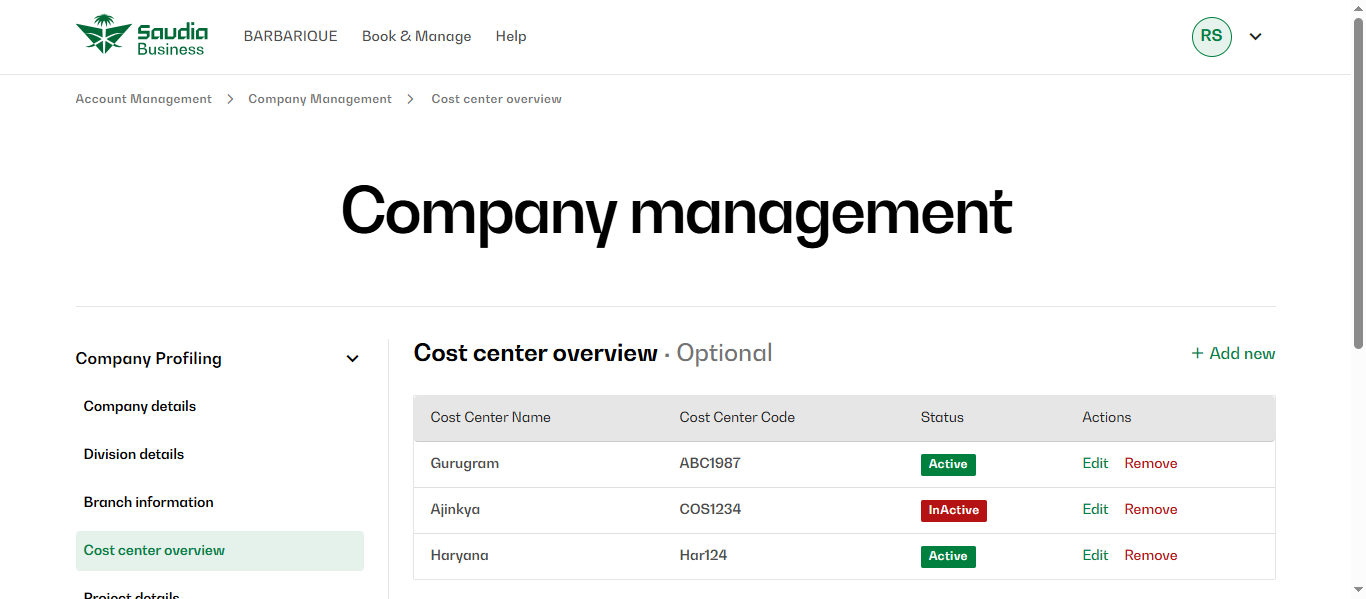 Saudia
Business
BARBARIQUE Book & Manage Help
RS
Account Management > Company Management > Cost center overview
Company management
Company Profiling
Company details
Division details
Branch information
Cost center overview
Project details
Cost center overview · Optional
+ Add new
Cost Center Name Cost Center Code Status Actions
Gurugram ABC1987 Active Edit Remove
Ajinkya COS1234 InActive Edit Remove
Haryana Har124 Active Edit Remove